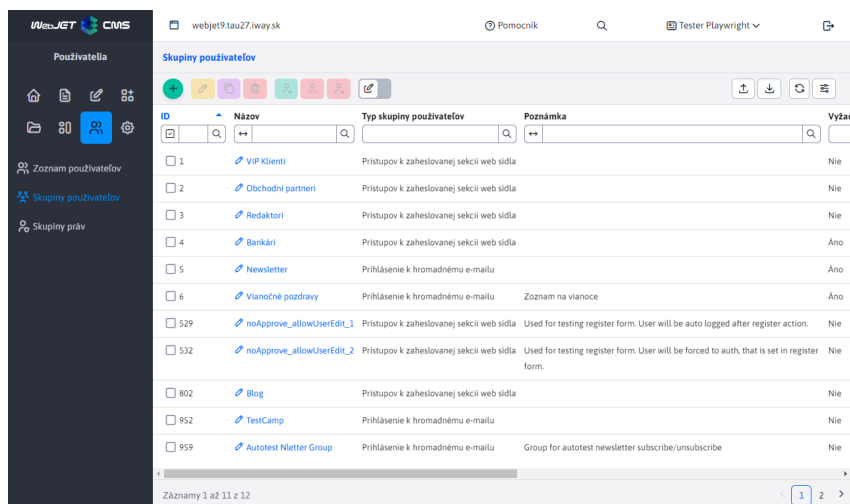 WebJET CMS
webjet9.tau27.iway.sk
Pomocník
Tester Playwright
Používatelia
Zoznam používateľov
Skupiny používateľov
Skupiny práv
Skupiny používateľov
ID Názov Typ skupiny používateľov Poznámka
1 VIP Klienti Prístupov k zaheslovanej sekcii web sídla Nie
2 Obchodní partneri Prístupov k zaheslovanej sekcii web sídla Nie
3 Redaktori Prístupov k zaheslovanej sekcii web sídla Nie
4 Bankári Prístupov k zaheslovanej sekcii web sídla Áno
5 Newsletter Prihlásenie k hromadnému e-mailu Áno
6 Vianočné pozdravy Prihlásenie k hromadnému e-mailu Zoznam na vianoce Áno
529 noApprove_allowUserEdit_1 Prístupov k zaheslovanej sekcii web sídla Used for testing register form. User will be auto logged after register action. Nie
532 noApprove_allowUserEdit_2 Prístupov k zaheslovanej sekcii web sídla Used for testing register form. User will be forced to auth, that is set in register Nie
form.
802 Blog Prístupov k zaheslovanej sekcii web sídla Nie
952 TestCamp Prihlásenie k hromadnému e-mailu Nie
959 Autotest Nletter Group Prihlásenie k hromadnému e-mailu Group for autotest newsletter subscribe/unsubscribe Nie
Záznamy 1 až 11 z 12
1 2